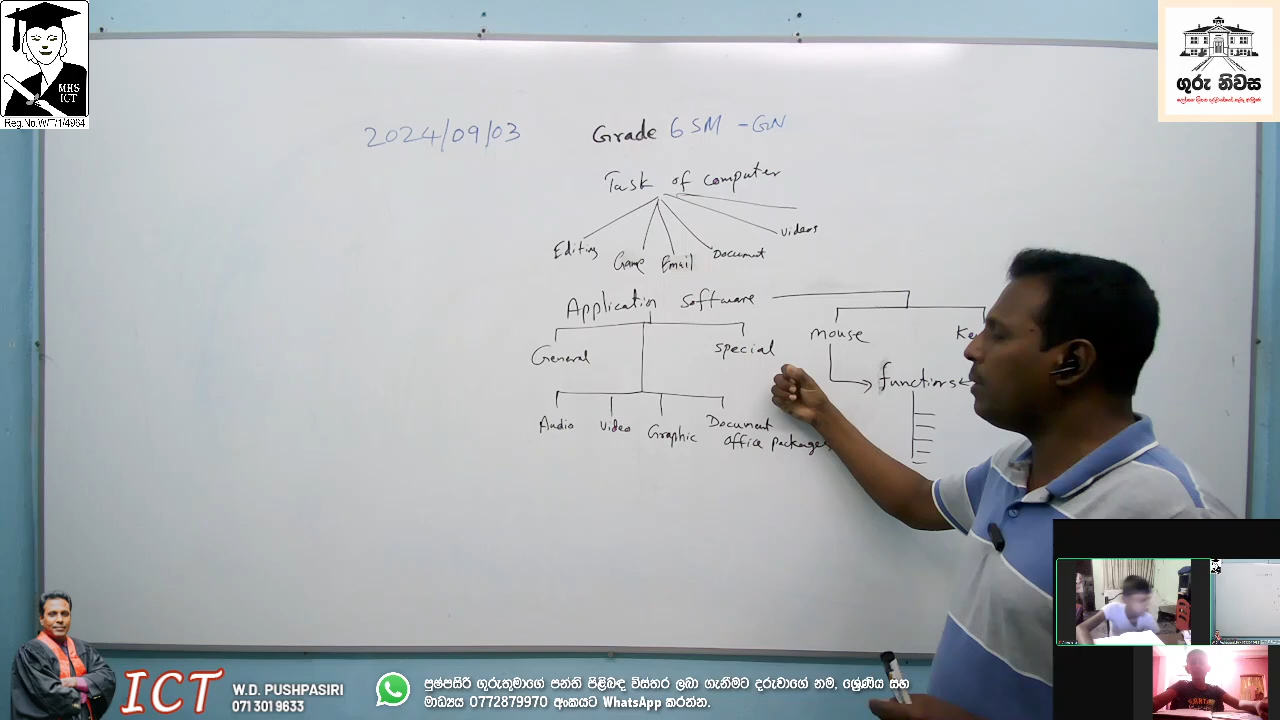 MHS
ICT
Reg.No.W/71/4964
ගුරු නිවස
2024/09/03 Grade 6 SM - GN
Task of computer
Editing Game Email Document Videos
Application Software
General special mouse
functions
Audio Video Graphic Document
office packages
ICT
W.D. PUSHPASIRI
071 301 9633
පුෂ්පසිරි ගුරුතුමාගේ පන්ති පිළිබඳ විස්තර ලබා ගැනීමට දරුවාගේ නම, ශ්‍රේණිය සහ
මාධ්‍යය 0772879970 අංකයට WhatsApp කරන්න.